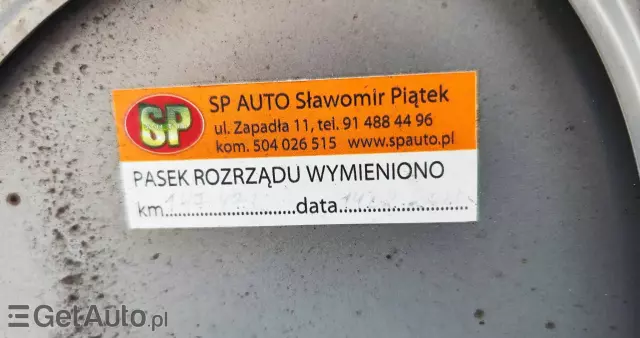 SP
SP AUTO Sławomir Piątek
ul. Zapadła 11, tel. 91 488 44 96
kom. 504 026 515 www.spauto.pl
PASEK ROZRZĄDU WYMIENIONO
km..........................data..........................
GetAuto.pl